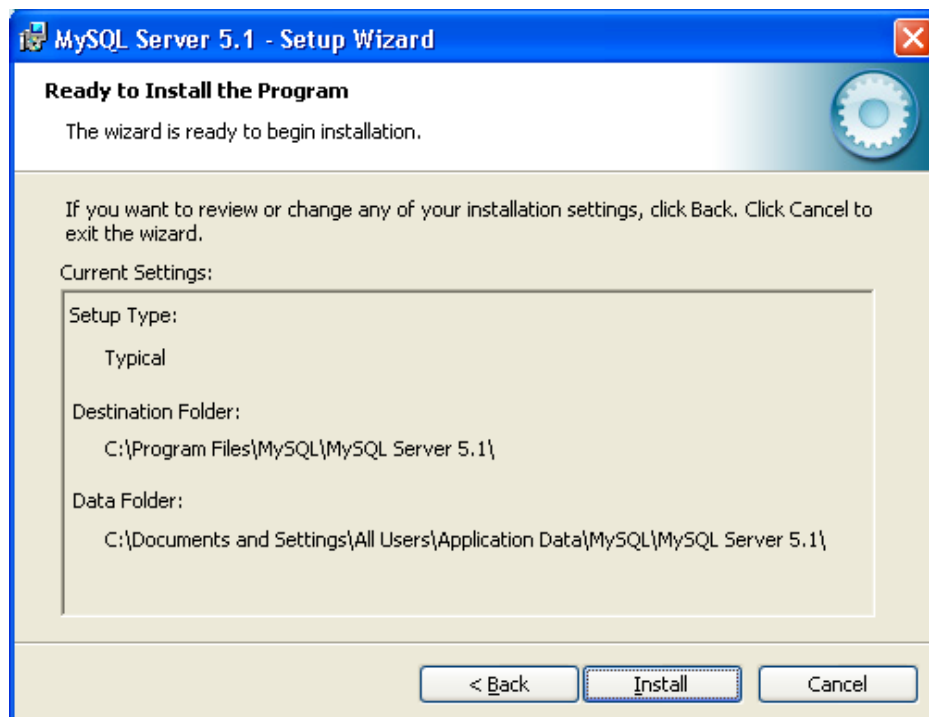 MySQL Server 5.1 - Setup Wizard
Ready to Install the Program
The wizard is ready to begin installation.
If you want to review or change any of your installation settings, click Back. Click Cancel to
exit the wizard.
Current Settings:
Setup Type:
Typical
Destination Folder:
C:\Program Files\MySQL\MySQL Server 5.1\
Data Folder:
C:\Documents and Settings\All Users\Application Data\MySQL\MySQL Server 5.1\
< Back Install Cancel